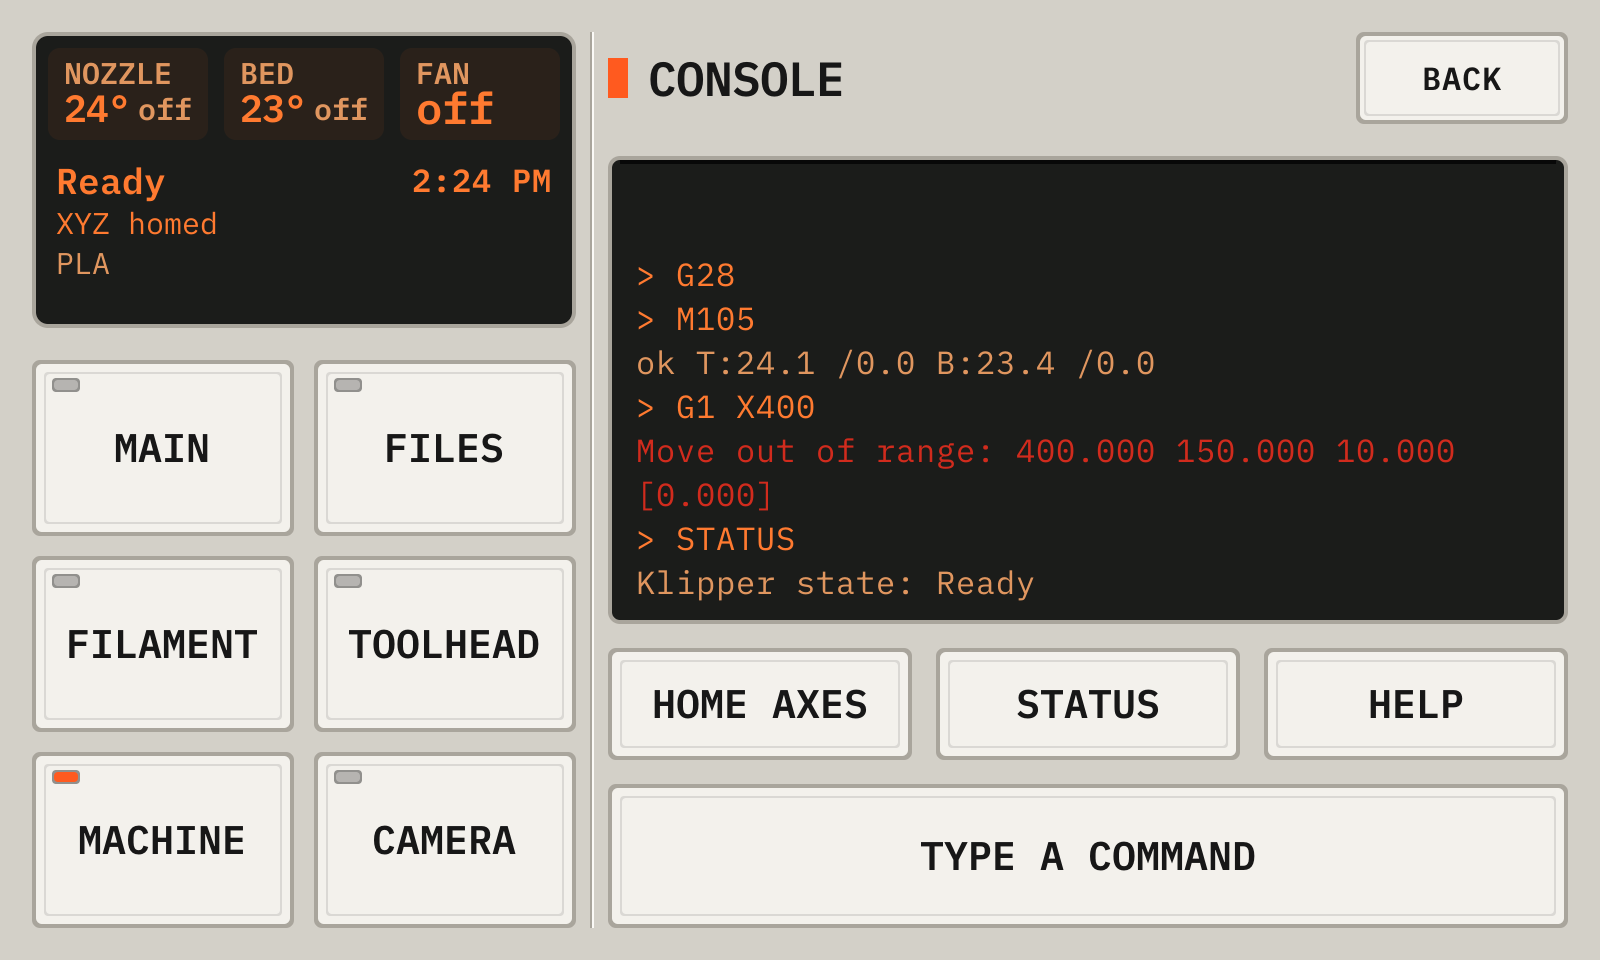 NOZZLE
24° off
BED
23° off
FAN
off
Ready
2:24 PM
XYZ homed
PLA
MAIN
FILES
FILAMENT
TOOLHEAD
MACHINE
CAMERA
CONSOLE
BACK
> G28
> M105
ok T:24.1 /0.0 B:23.4 /0.0
> G1 X400
Move out of range: 400.000 150.000 10.000
[0.000]
> STATUS
Klipper state: Ready
HOME AXES
STATUS
HELP
TYPE A COMMAND